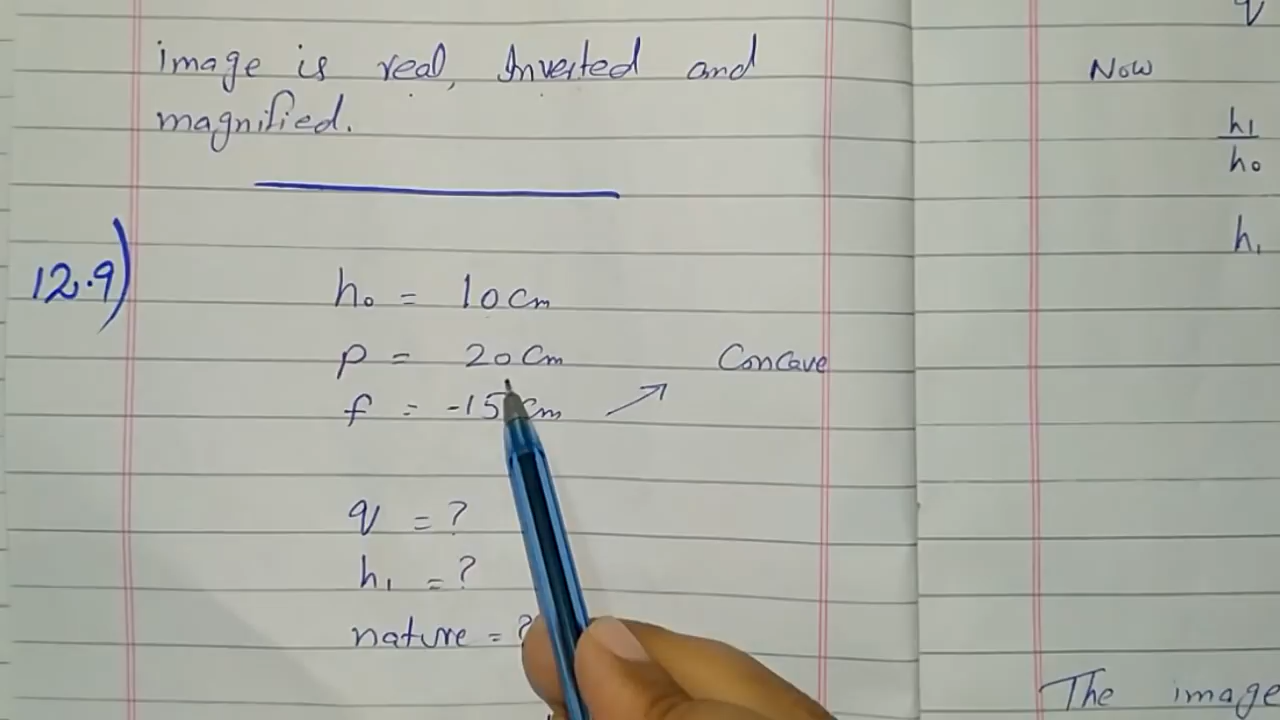 image is real, Inverted and
magnified.
12.9)
h₀ = 10 cm
p = 20 cm
Concave
f = -15 cm
q = ?
h₁ = ?
nature = ?
q
Now
h₁
h₀
h₁
The image